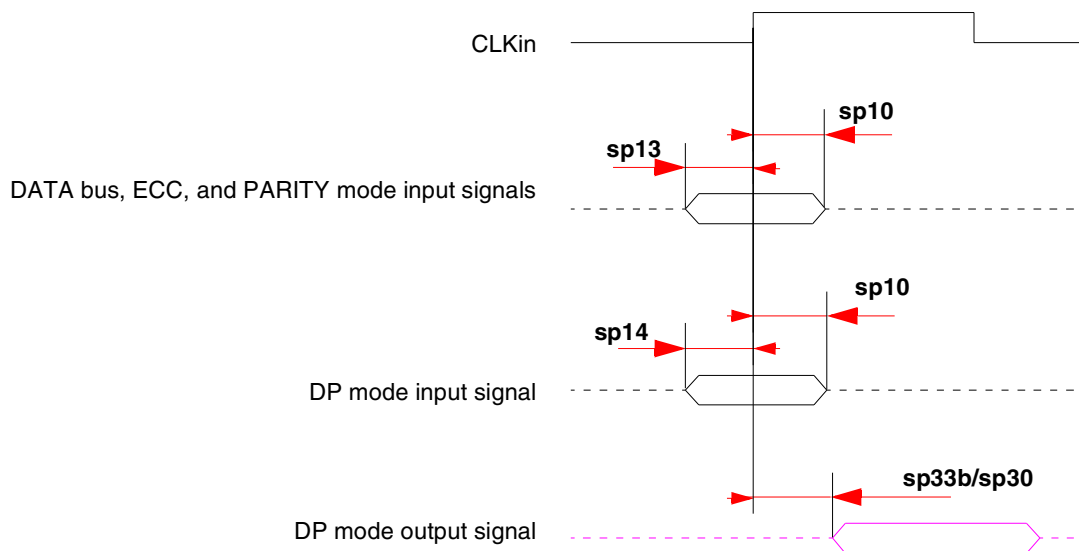 CLKin
sp10
sp13
DATA bus, ECC, and PARITY mode input signals
sp10
sp14
DP mode input signal
sp33b/sp30
DP mode output signal